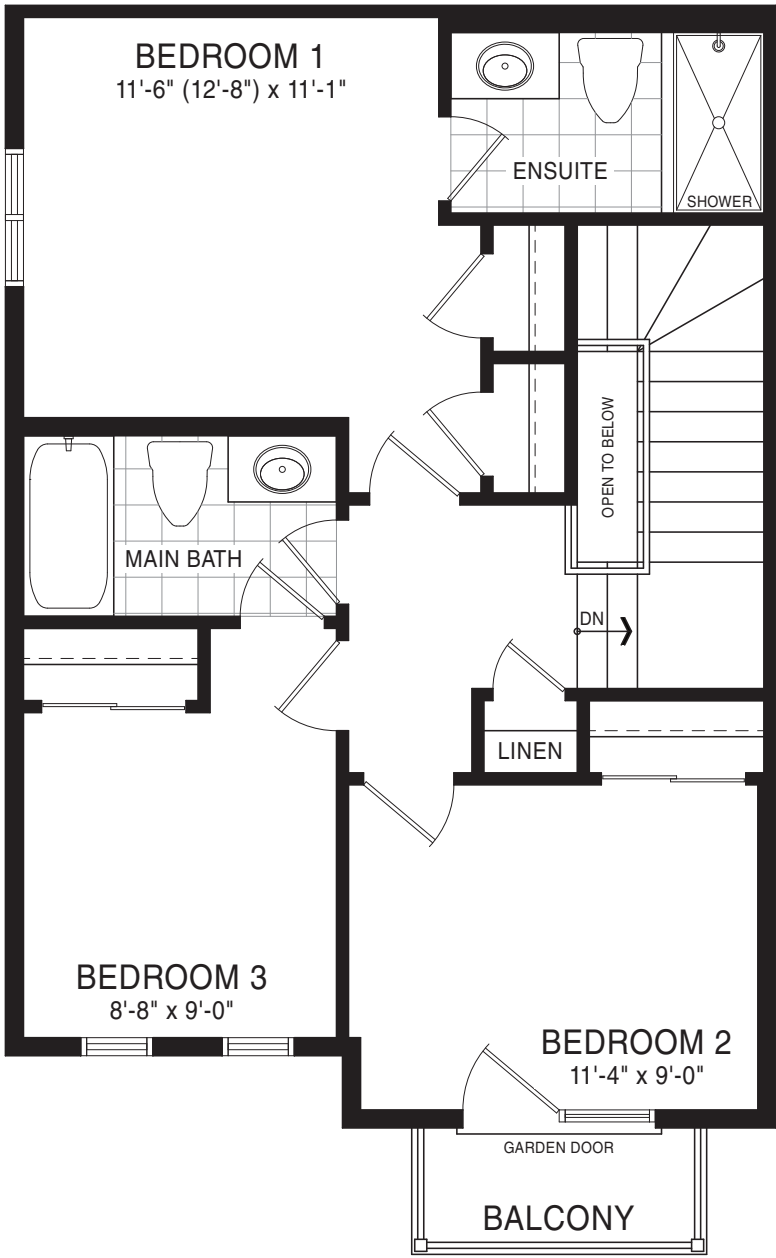 BEDROOM 1
11'-6" (12'-8") x 11'-1"
ENSUITE
SHOWER
OPEN TO BELOW
MAIN BATH
DN
LINEN
BEDROOM 3
8'-8" x 9'-0"
BEDROOM 2
11'-4" x 9'-0"
GARDEN DOOR
BALCONY